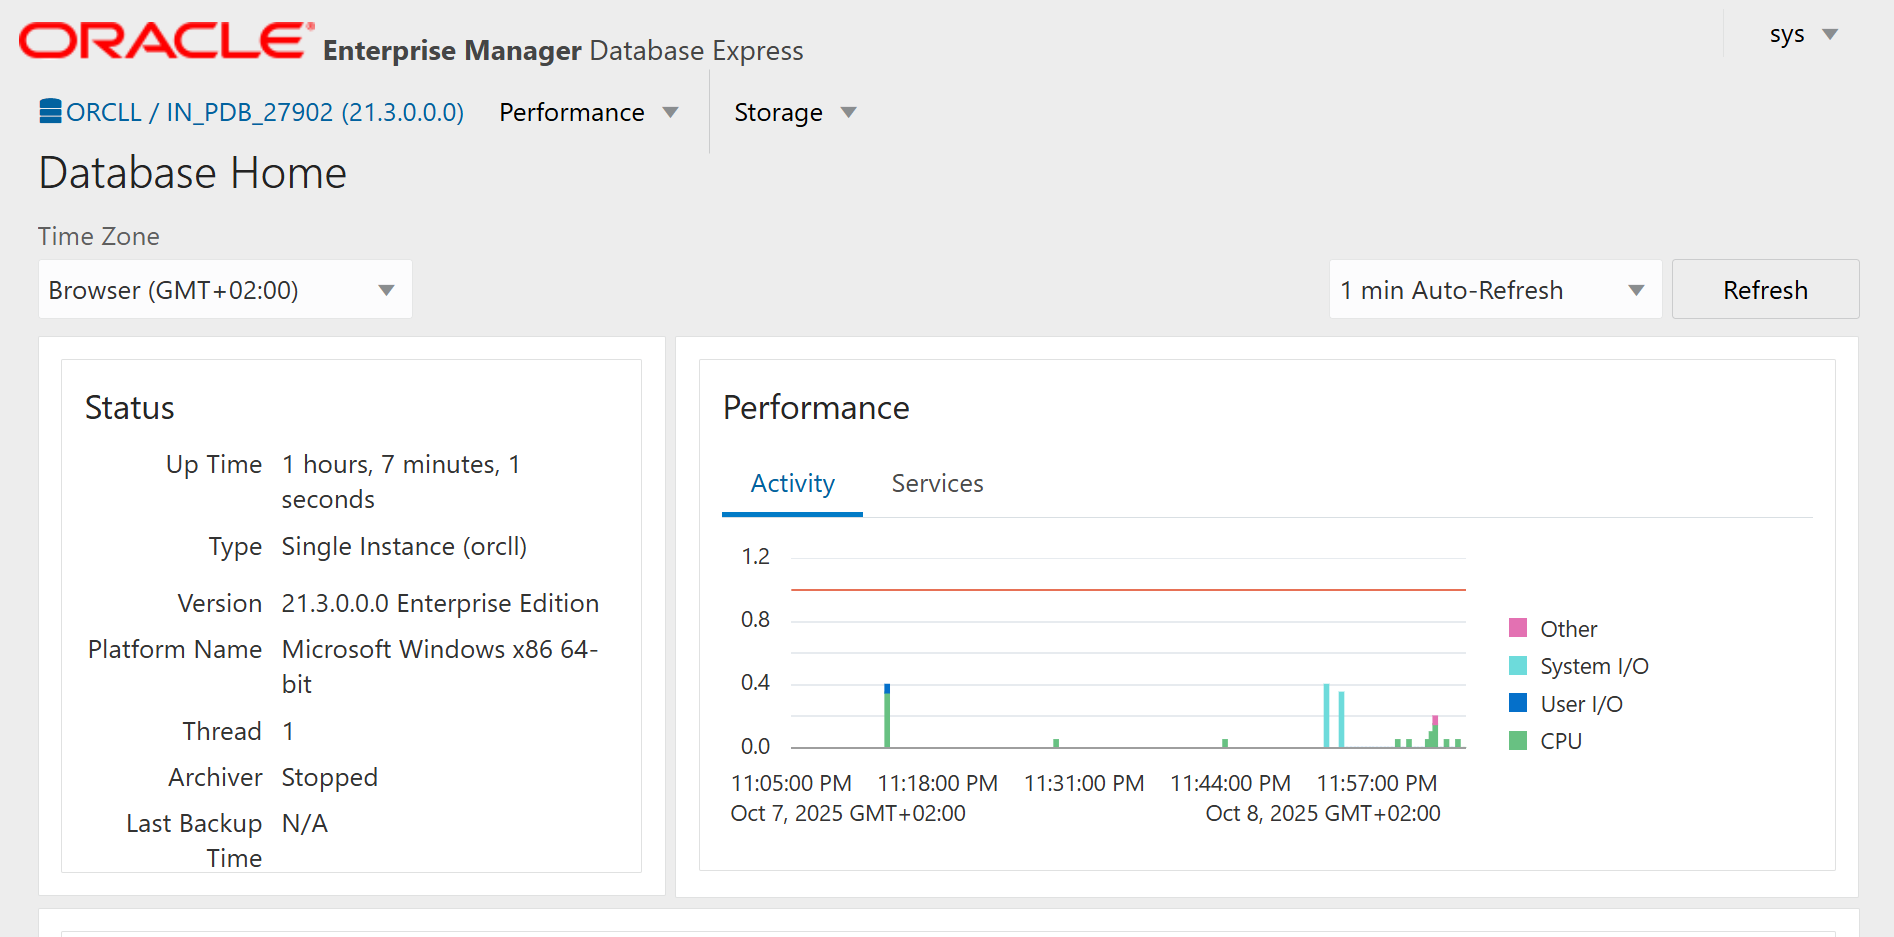 ORACLE® Enterprise Manager Database Express
sys
ORCLL / IN_PDB_27902 (21.3.0.0.0)
Performance
Storage
Database Home
Time Zone
Browser (GMT+02:00)
1 min Auto-Refresh
Refresh
Status
Up Time 1 hours, 7 minutes, 1
seconds
Type Single Instance (orcll)
Version 21.3.0.0.0 Enterprise Edition
Platform Name Microsoft Windows x86 64-
bit
Thread 1
Archiver Stopped
Last Backup N/A
Time
Performance
Activity
Services
1.2
0.8
0.4
0.0
11:05:00 PM 11:18:00 PM 11:31:00 PM 11:44:00 PM 11:57:00 PM
Oct 7, 2025 GMT+02:00 Oct 8, 2025 GMT+02:00
Other
System I/O
User I/O
CPU